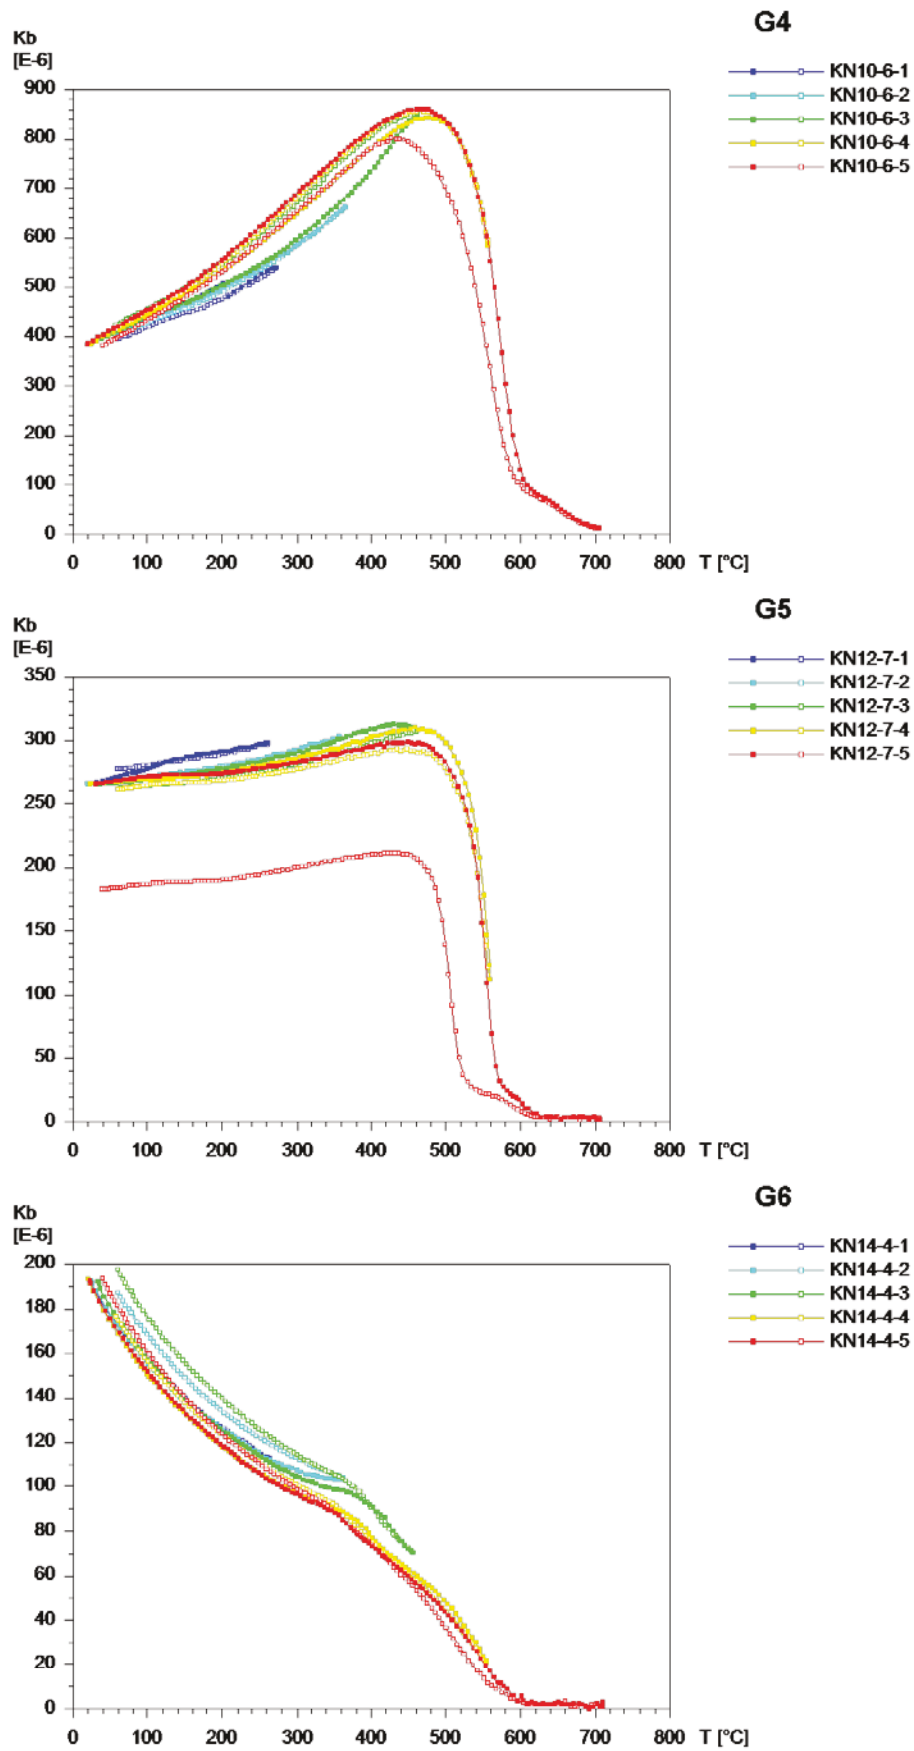 G4
Kb
[E-6]
KN10-6-1
KN10-6-2
KN10-6-3
KN10-6-4
KN10-6-5
900
800
700
600
500
400
300
200
100
0
0 100 200 300 400 500 600 700 800
T [°C]
G5
Kb
[E-6]
KN12-7-1
KN12-7-2
KN12-7-3
KN12-7-4
KN12-7-5
350
300
250
200
150
100
50
0
0 100 200 300 400 500 600 700 800
T [°C]
G6
Kb
[E-6]
KN14-4-1
KN14-4-2
KN14-4-3
KN14-4-4
KN14-4-5
200
180
160
140
120
100
80
60
40
20
0
0 100 200 300 400 500 600 700 800
T [°C]